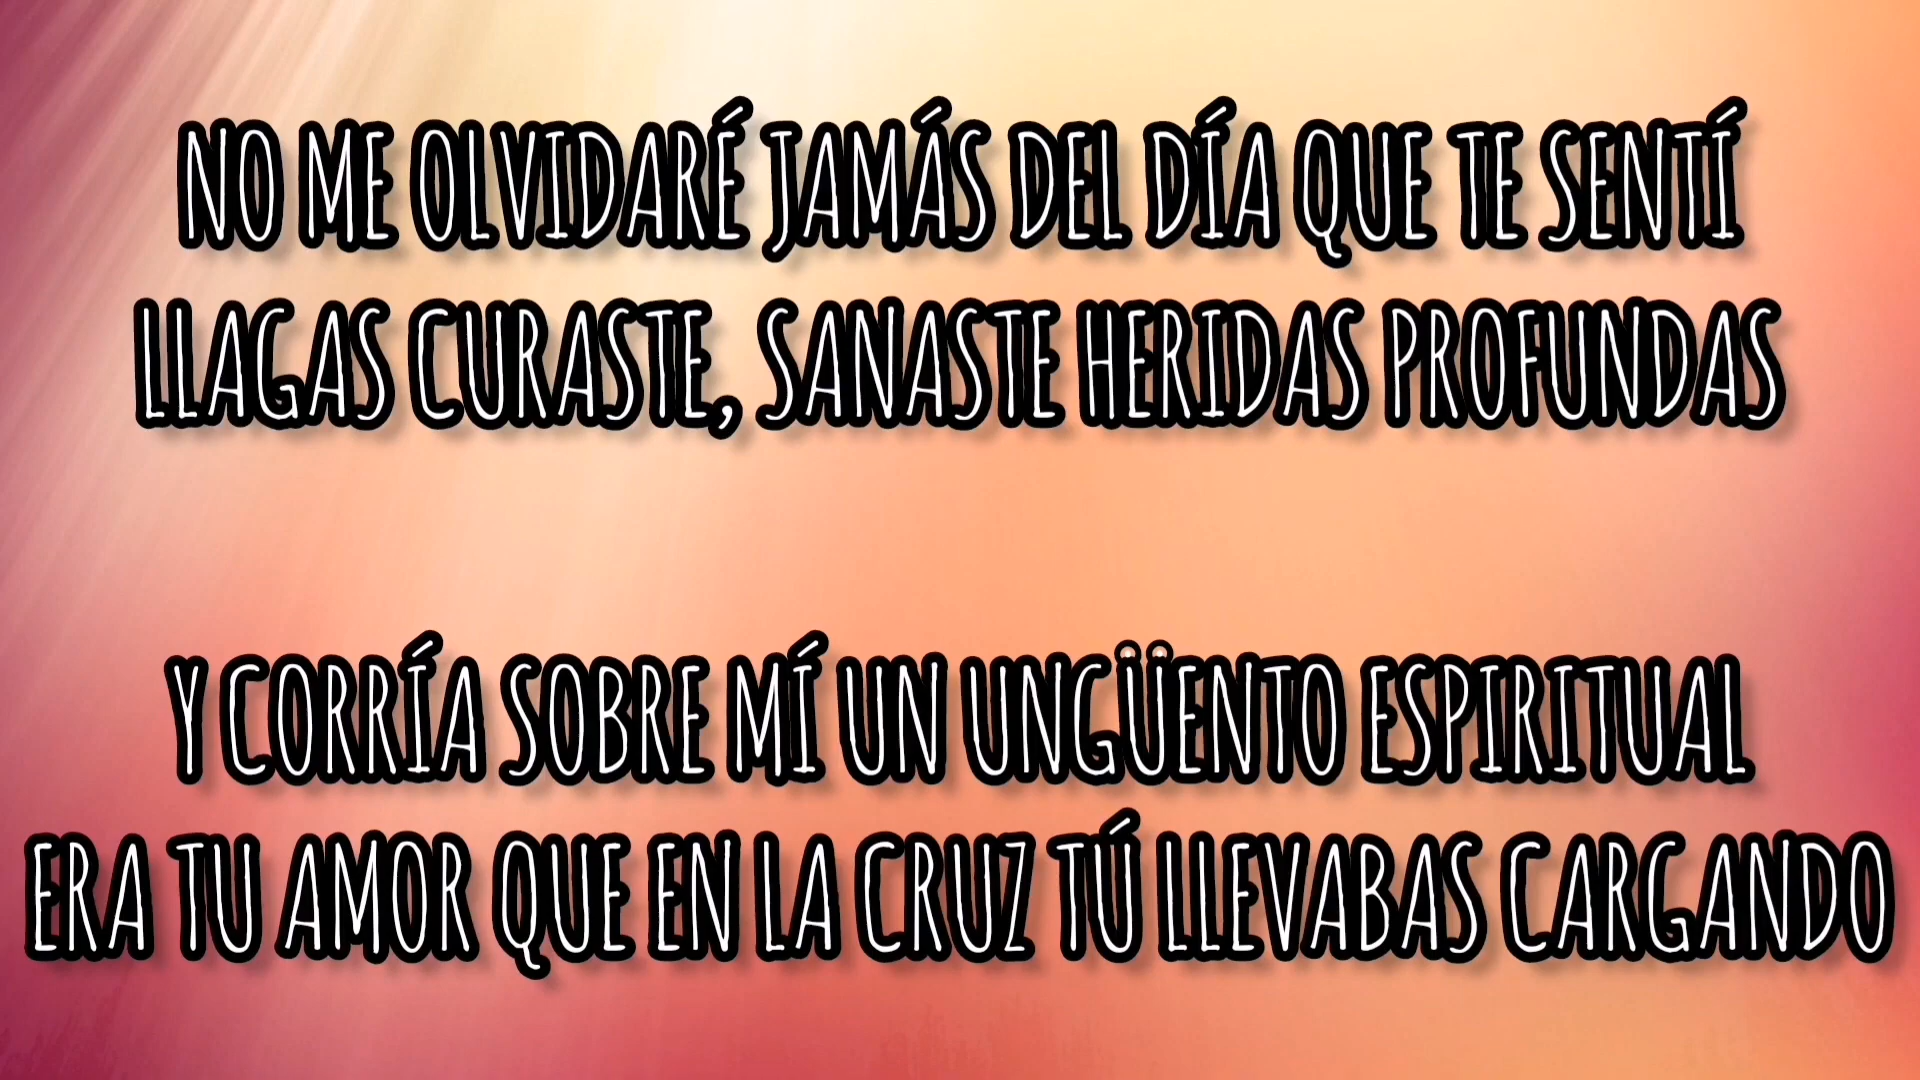 NO ME OLVIDARÉ JAMÁS DEL DÍA QUE TE SENTÍ
LLAGAS CURASTE, SANASTE HERIDAS PROFUNDAS
Y CORRÍA SOBRE MÍ UN UNGÜENTO ESPIRITUAL
ERA TU AMOR QUE EN LA CRUZ TÚ LLEVABAS CARGANDO